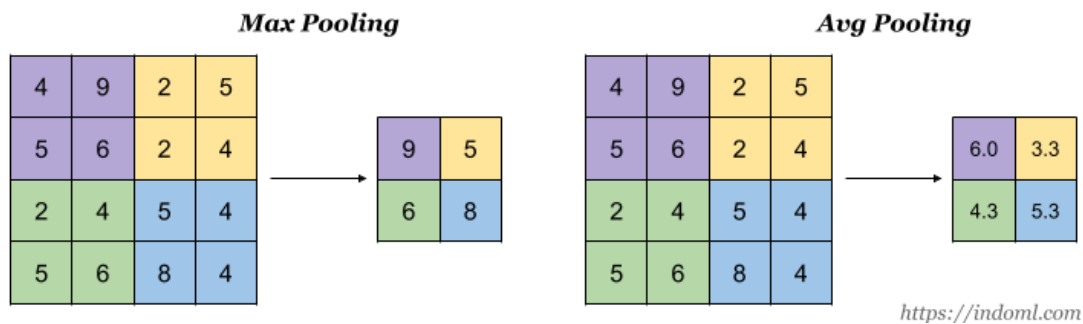 Max Pooling
Avg Pooling
4 9 2 5
5 6 2 4
2 4 5 4
5 6 8 4
9 5
6 8
4 9 2 5
5 6 2 4
2 4 5 4
5 6 8 4
6.0 3.3
4.3 5.3
https://indoml.com